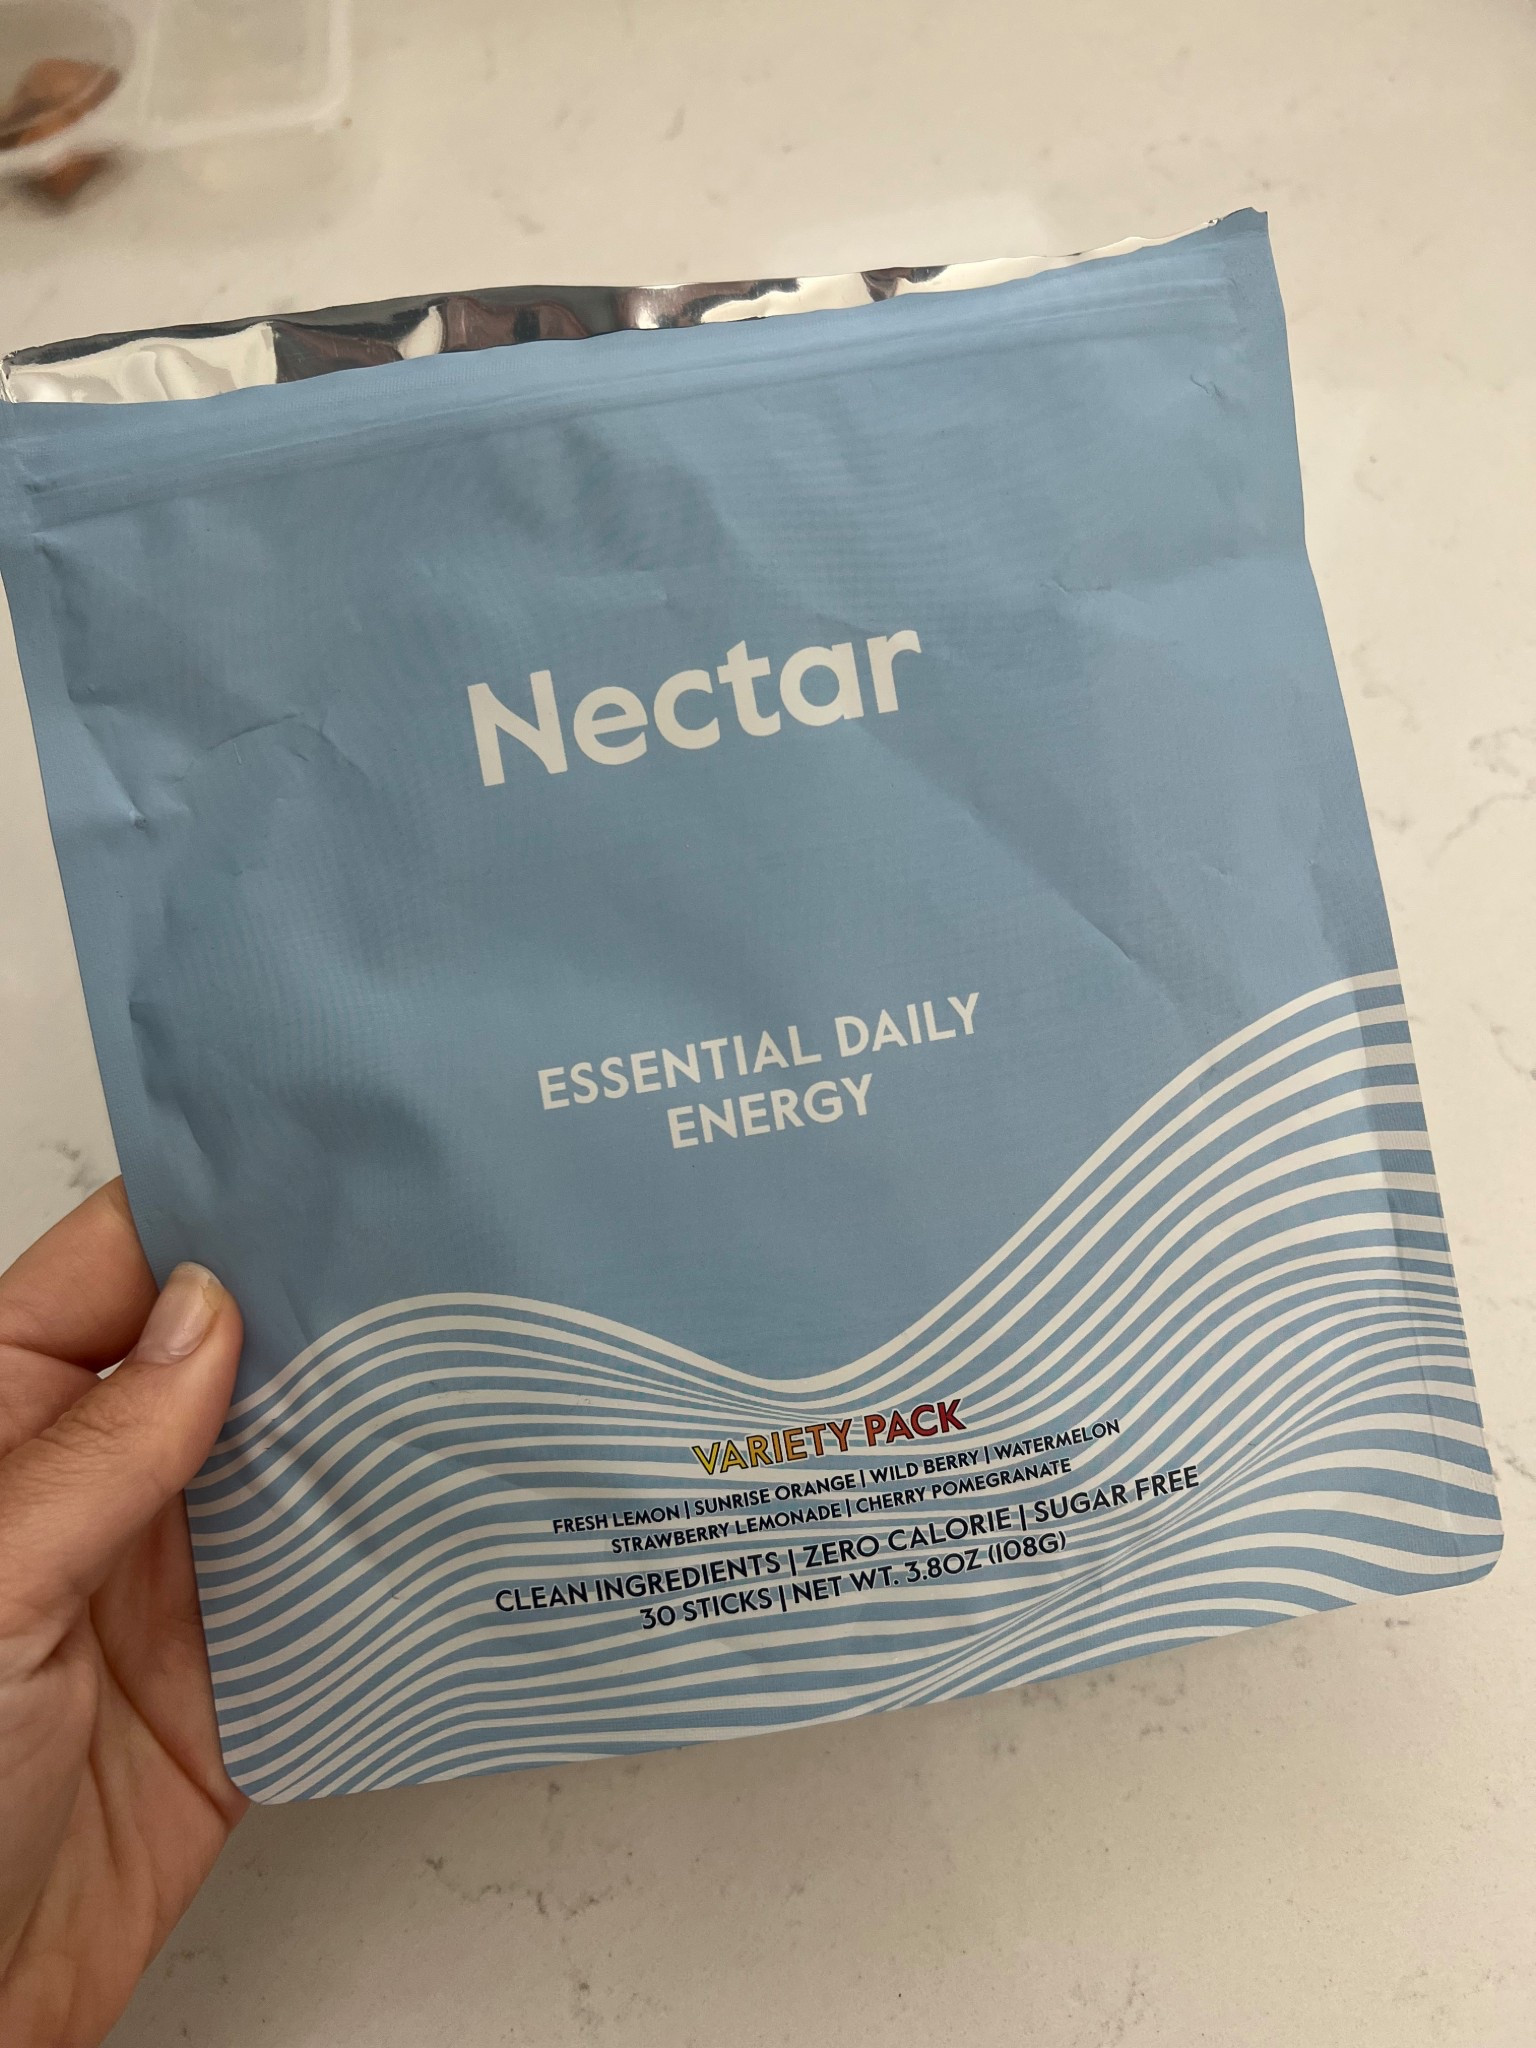 Nectar
ESSENTIAL DAILY
ENERGY
VARIETY PACK
FRESH LEMON | SUNRISE ORANGE | WILD BERRY | WATERMELON
STRAWBERRY LEMONADE | CHERRY POMEGRANATE
CLEAN INGREDIENTS | ZERO CALORIE | SUGAR FREE
30 STICKS | NET WT. 3.8OZ (108G)